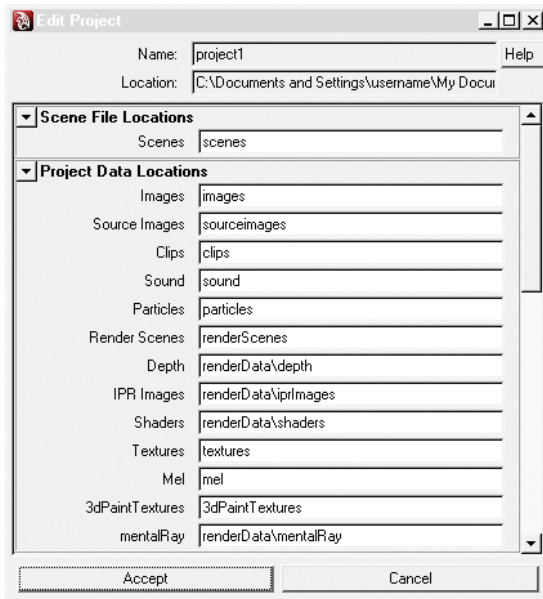 Edit Project
Name: project1 Help
Location: C:\Documents and Settings\username\My Docu
Scene File Locations
Scenes scenes
Project Data Locations
Images images
Source Images sourceimages
Clips clips
Sound sound
Particles particles
Render Scenes renderScenes
Depth renderData\depth
IPR Images renderData\iprImages
Shaders renderData\shaders
Textures textures
Mel mel
3dPaintTextures 3dPaintTextures
mentalRay renderData\mentalRay
Accept Cancel